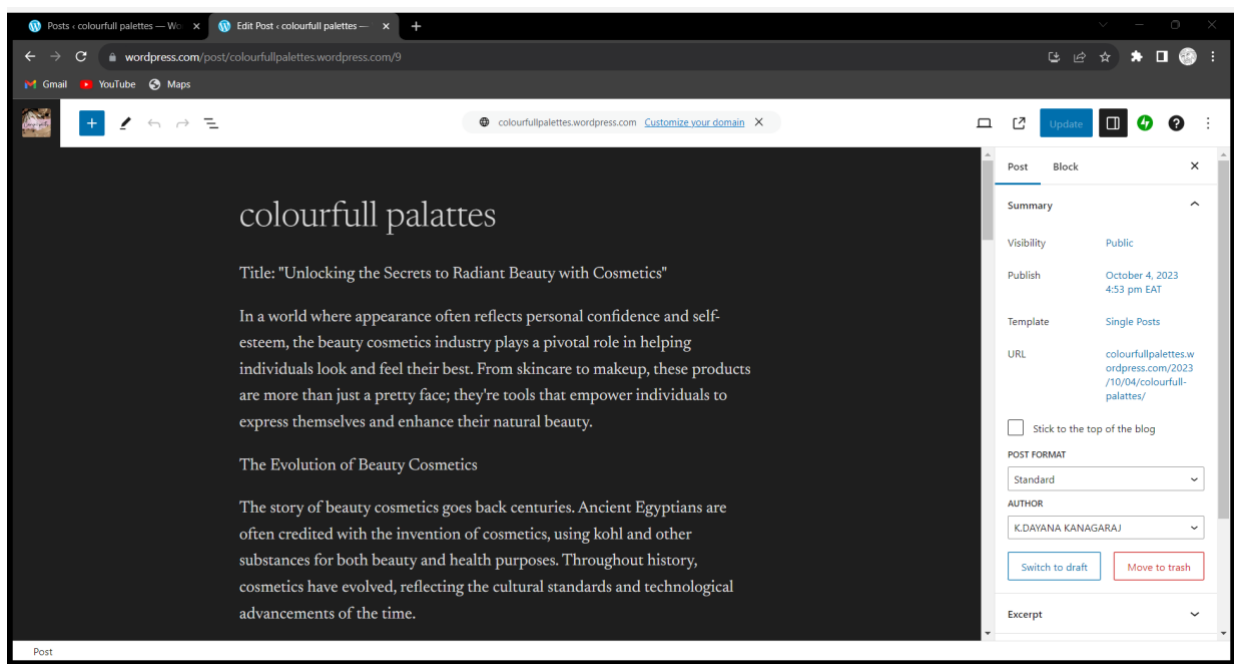 Posts ‹ colourfull palettes — Wo
Edit Post ‹ colourfull palettes —
wordpress.com/post/colourfullpalettes.wordpress.com/9
Gmail
YouTube
Maps
colourfullpalettes.wordpress.com Customize your domain
Update
Post Block
Summary
Visibility Public
Publish October 4, 2023
4:53 pm EAT
Template Single Posts
URL colourfullpalettes.w
ordpress.com/2023
/10/04/colourfull-
palattes/
Stick to the top of the blog
POST FORMAT
Standard
AUTHOR
K.DAYANA KANAGARAJ
Switch to draft Move to trash
Excerpt
colourfull palattes
Title: "Unlocking the Secrets to Radiant Beauty with Cosmetics"
In a world where appearance often reflects personal confidence and self-
esteem, the beauty cosmetics industry plays a pivotal role in helping
individuals look and feel their best. From skincare to makeup, these products
are more than just a pretty face; they're tools that empower individuals to
express themselves and enhance their natural beauty.
The Evolution of Beauty Cosmetics
The story of beauty cosmetics goes back centuries. Ancient Egyptians are
often credited with the invention of cosmetics, using kohl and other
substances for both beauty and health purposes. Throughout history,
cosmetics have evolved, reflecting the cultural standards and technological
advancements of the time.
Post